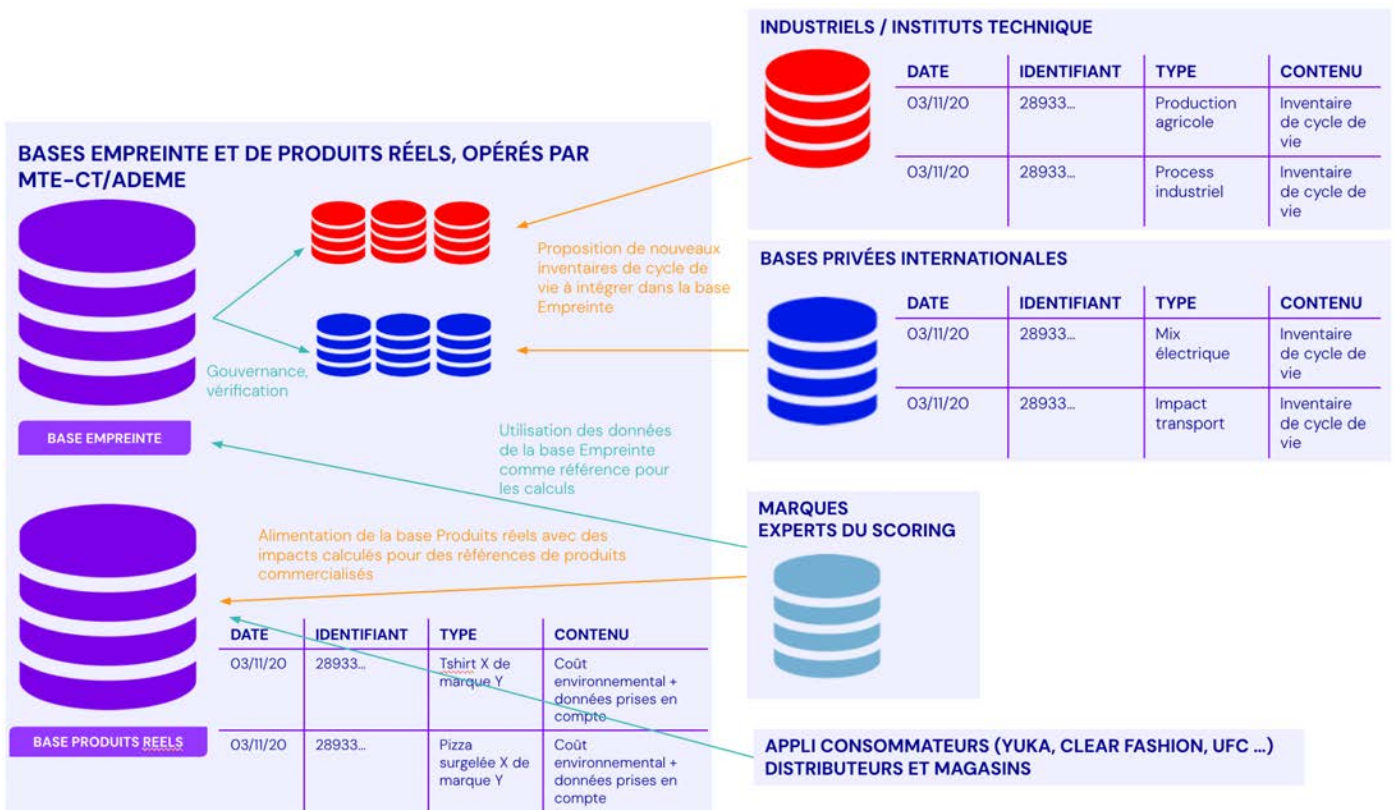 INDUSTRIELS / INSTITUTS TECHNIQUE
DATE IDENTIFIANT TYPE CONTENU
03/11/20 28933... Production Inventaire
agricole de cycle de
vie
03/11/20 28933... Process Inventaire
industriel de cycle de
vie
BASES EMPREINTE ET DE PRODUITS RÉELS, OPÉRÉS PAR
MTE-CT/ADEME
Proposition de nouveaux
inventaires de cycle de
vie à intégrer dans la base
Empreinte
Gouvernance,
vérification
BASE EMPREINTE
BASES PRIVÉES INTERNATIONALES
DATE IDENTIFIANT TYPE CONTENU
03/11/20 28933... Mix Inventaire
électrique de cycle de
vie
03/11/20 28933... Impact Inventaire
transport de cycle de
vie
Utilisation des données
de la base Empreinte
comme référence pour
les calculs
MARQUES
EXPERTS DU SCORING
Alimentation de la base Produits réels avec des
impacts calculés pour des références de produits
commercialisés
DATE IDENTIFIANT TYPE CONTENU
03/11/20 28933... Tshirt X de Coût
marque Y environnemental +
données prises en
compte
BASE PRODUITS REELS
03/11/20 28933... Pizza Coût
surgelée X de environnemental +
marque Y données prises en
compte
APPLI CONSOMMATEURS (YUKA, CLEAR FASHION, UFC ...)
DISTRIBUTEURS ET MAGASINS